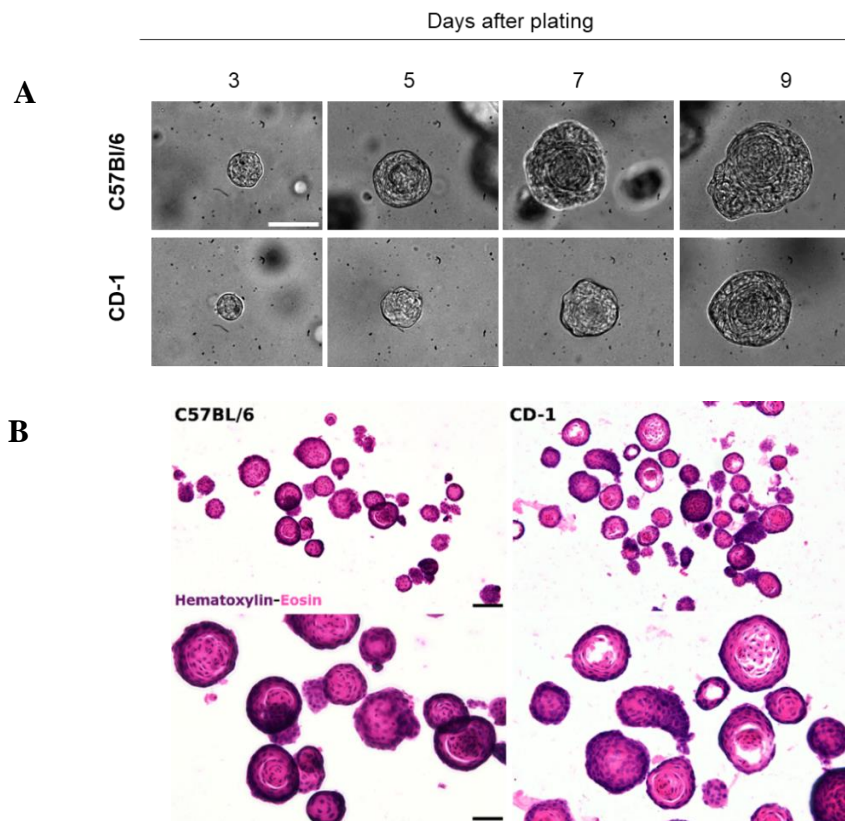 Days after plating
A
3 5 7 9
C57Bl/6
CD-1
B
C57BL/6 CD-1
Hematoxylin-Eosin